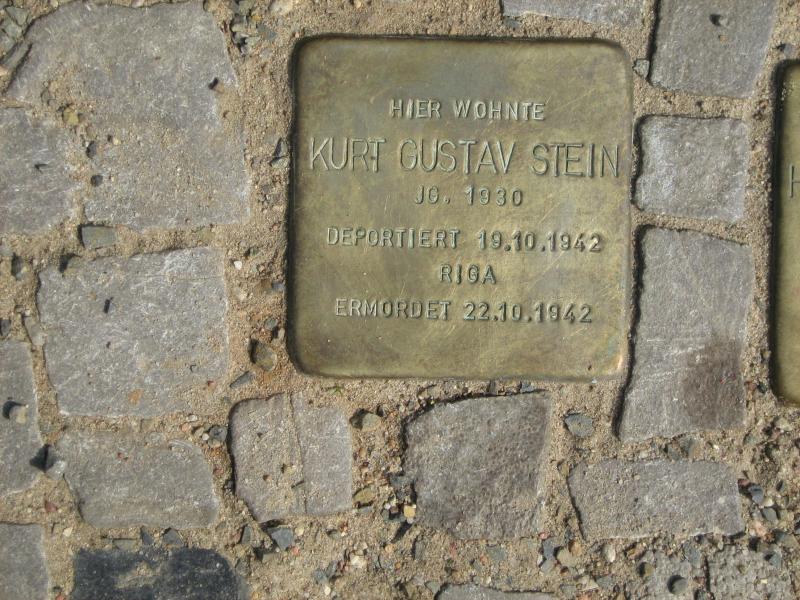 HIER WOHNTE
KURT GUSTAV STEIN
JG. 1930
DEPORTIERT 19.10.1942
RIGA
ERMORDET 22.10.1942